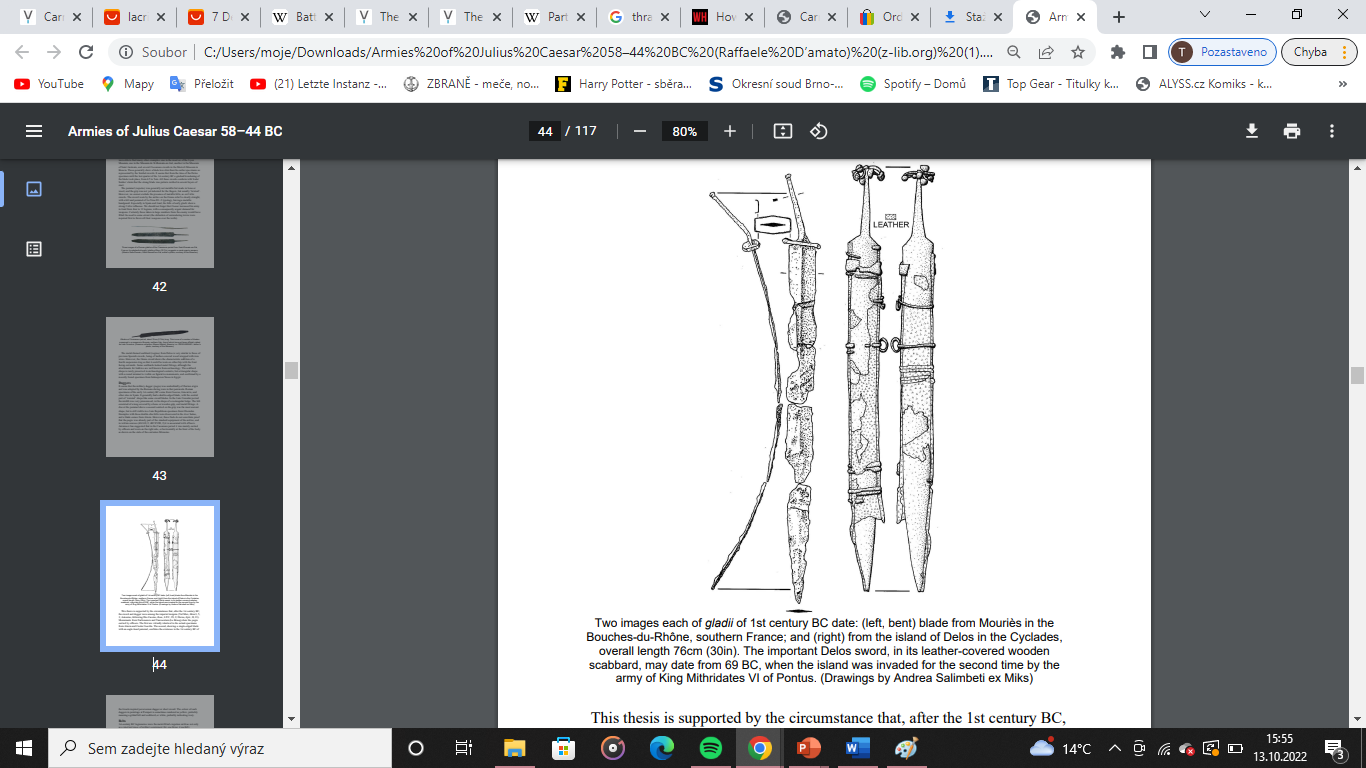 Car
lacr
7 D
Batt
The
The
Part
thra
Hov
Car
Ord
Sta
Arn
Soubor
C:/Users/moje/Downloads/Armies%20of%20Julius%20Caesar%2058–44%20BC%20(Raffaele%20D'amato)%20(z-lib.org)%20(1)....
T Pozastaveno
Chyba
YouTube
Mapy
Přeložit
(21) Letzte Instanz -...
ZBRANĚ - meče, no...
Harry Potter - sběra...
Okresní soud Brno-...
Spotify – Domů
Top Gear - Titulky k...
ALYSS.cz Komiks - k...
»
Armies of Julius Caesar 58–44 BC
44 / 117
80%
42
43
44
LEATHER
Two images each of gladii of 1st century BC date: (left, bent) blade from Mouriès in the
Bouches-du-Rhône, southern France; and (right) from the island of Delos in the Cyclades,
overall length 76cm (30in). The important Delos sword, in its leather-covered wooden
scabbard, may date from 69 BC, when the island was invaded for the second time by the
army of King Mithridates VI of Pontus. (Drawings by Andrea Salimbeti ex Miks)
This thesis is supported by the circumstance that, after the 1st century BC,
Sem zadejte hledaný výraz
14°C
15:55
13.10.2022
3